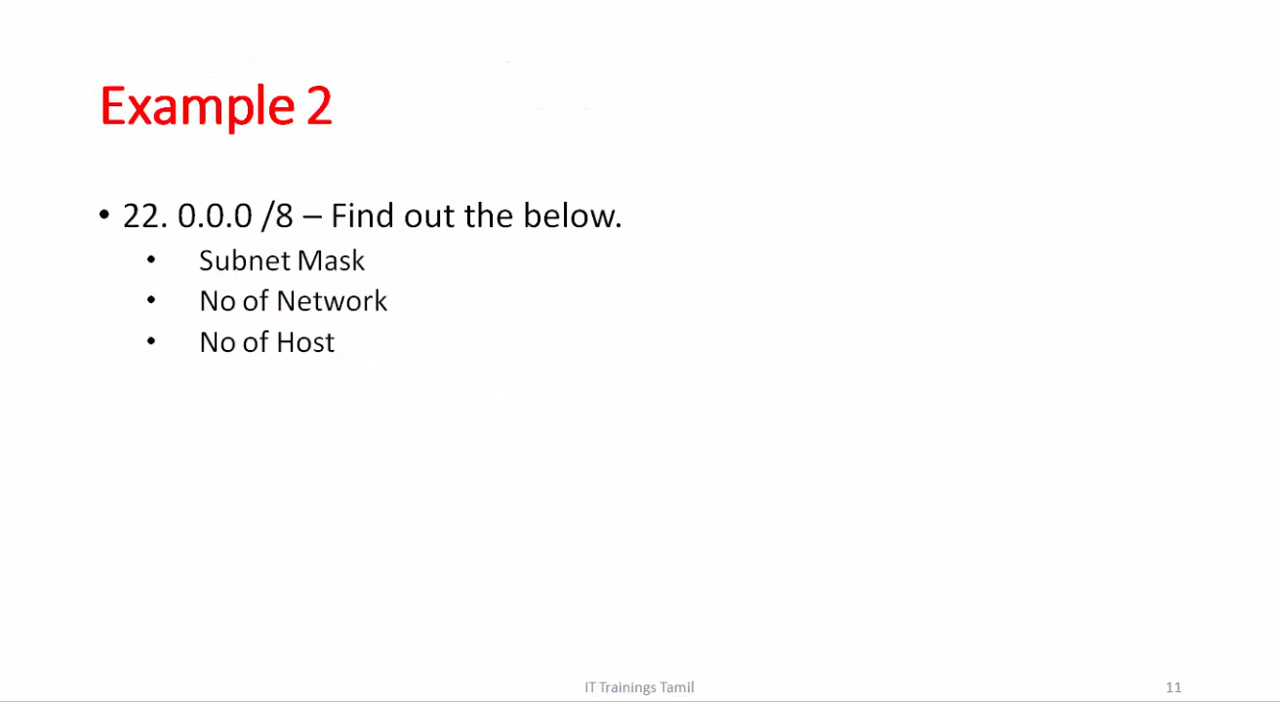 Example 2
• 22. 0.0.0 /8 – Find out the below.
• Subnet Mask
• No of Network
• No of Host
IT Trainings Tamil
11